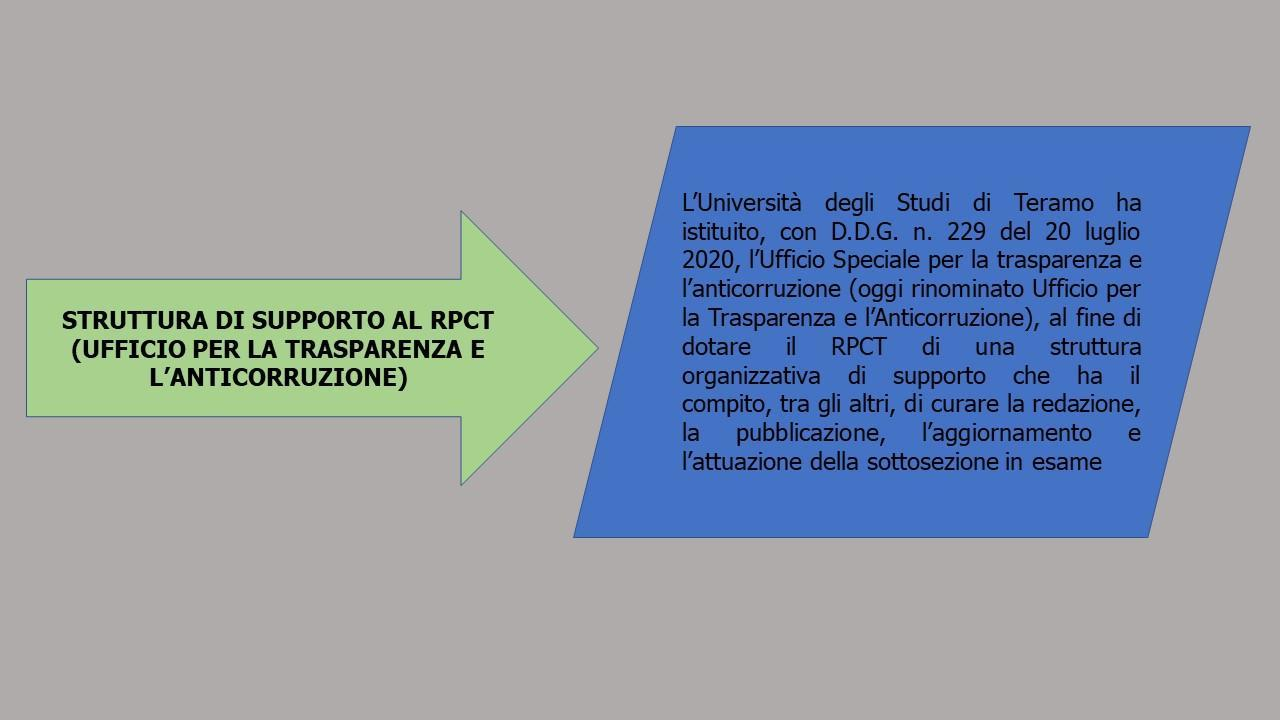 STRUTTURA DI SUPPORTO AL RPCT
(UFFICIO PER LA TRASPARENZA E
L’ANTICORRUZIONE)
L’Università degli Studi di Teramo ha
istituito, con D.D.G. n. 229 del 20 luglio
2020, l’Ufficio Speciale per la trasparenza e
l’anticorruzione (oggi rinominato Ufficio per
la Trasparenza e l’Anticorruzione), al fine di
dotare il RPCT di una struttura
organizzativa di supporto che ha il
compito, tra gli altri, di curare la redazione,
la pubblicazione, l’aggiornamento e
l’attuazione della sottosezione in esame